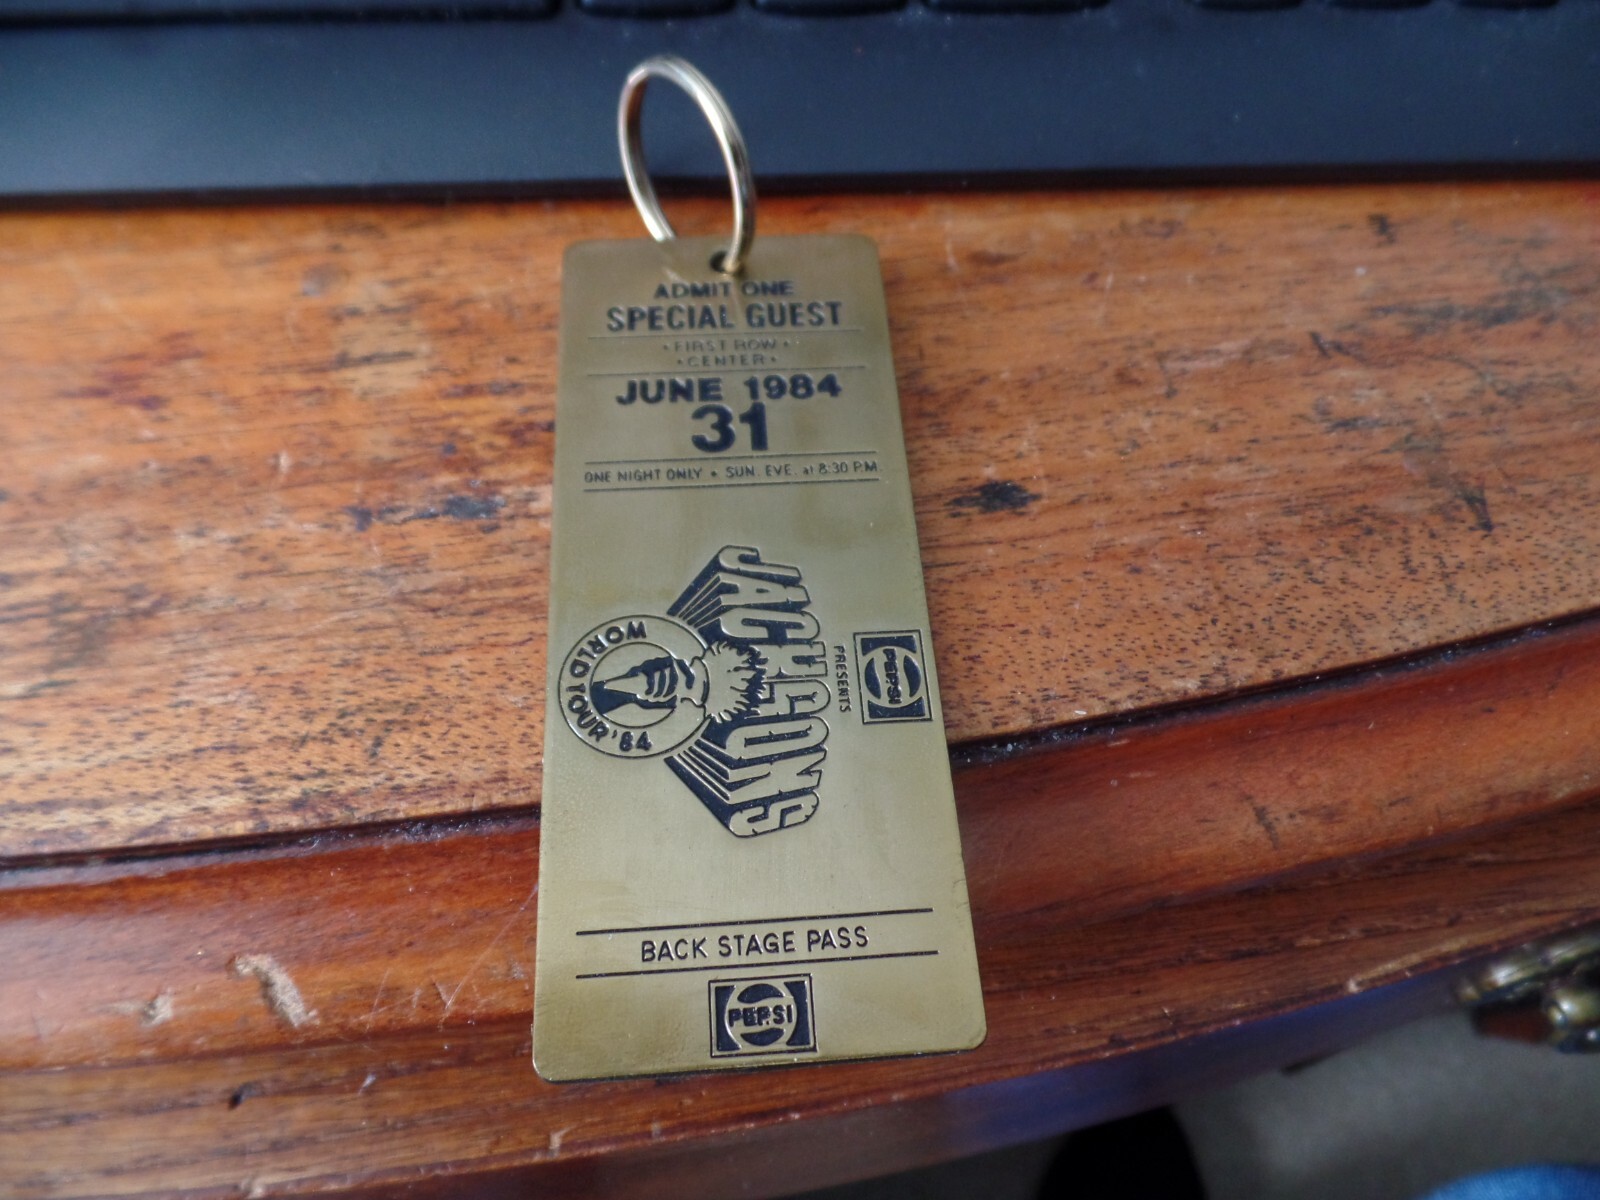 ADMIT ONE
SPECIAL GUEST
• FIRST ROW •
• CENTER •
JUNE 1984
31
ONE NIGHT ONLY • SUN. EVE. at 8:30 P.M.
PEPSI
PRESENTS
JACKSONS
WORLD TOUR '84
BACK STAGE PASS
PEPSI